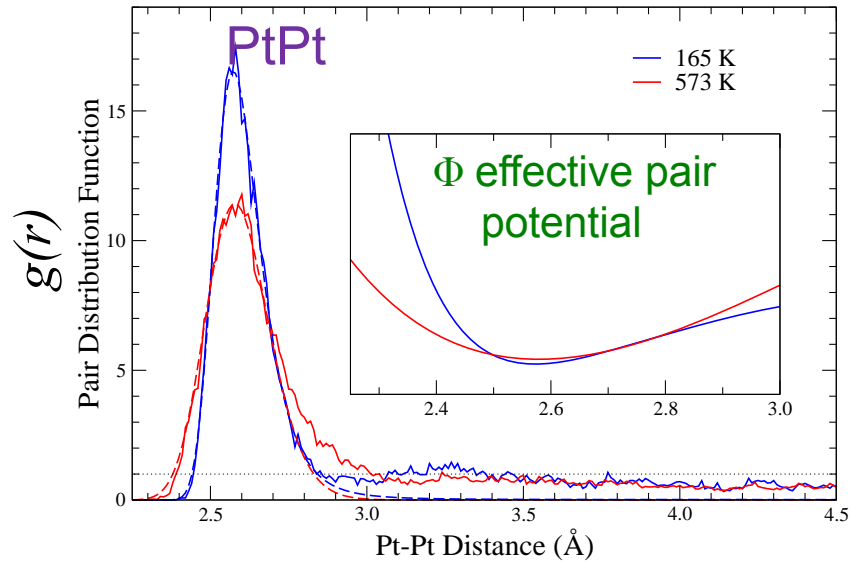 PtPt
165 K
573 K
Φ effective pair
potential
2.4
2.6
2.8
3.0
g(r)
Pair Distribution Function
15
10
5
0
2.5
3.0
3.5
4.0
4.5
Pt-Pt Distance (Å)